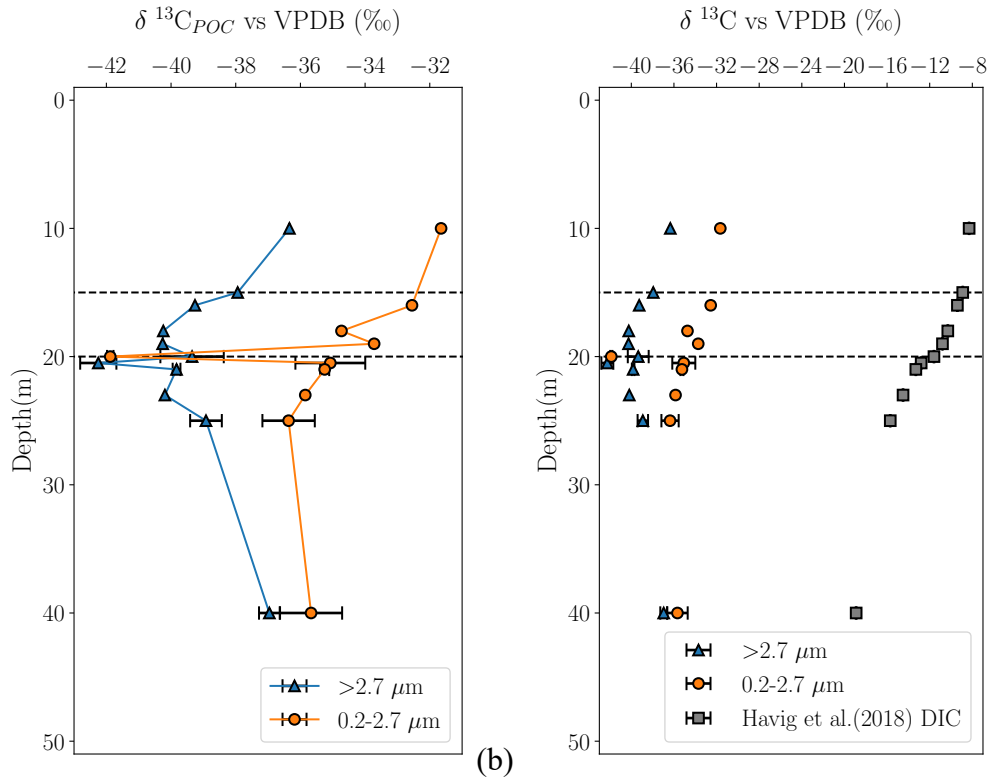 δ ¹³C_POC vs VPDB (‰)
−42 −40 −38 −36 −34 −32
0
10
20
30
40
50
Depth(m)
>2.7 μm
0.2-2.7 μm
(b)
δ ¹³C vs VPDB (‰)
−40 −36 −32 −28 −24 −20 −16 −12 −8
0
10
20
30
40
50
Depth(m)
>2.7 μm
0.2-2.7 μm
Havig et al.(2018) DIC